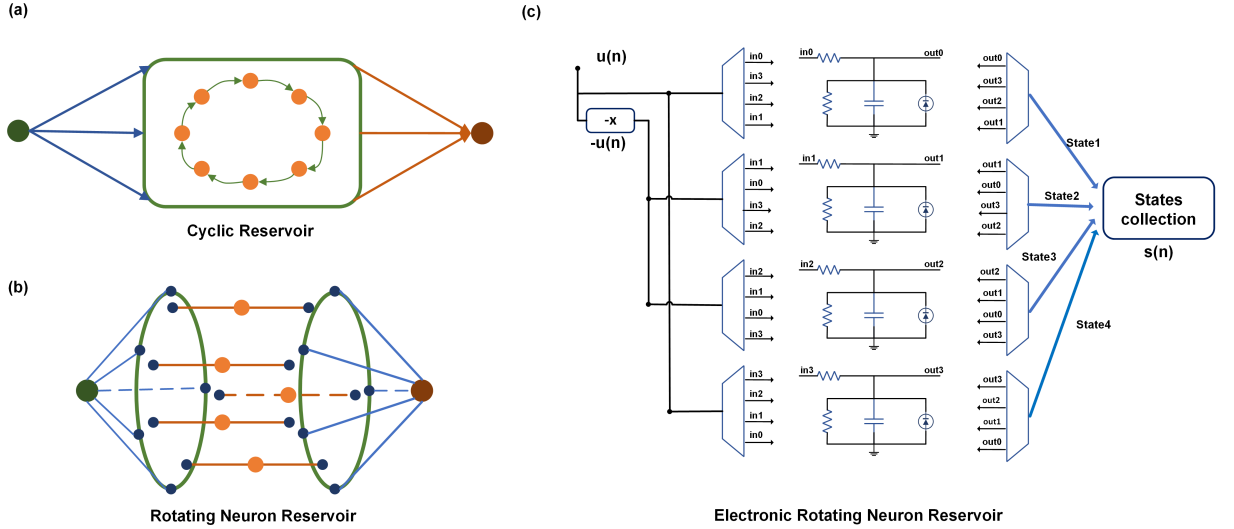 (a)
Cyclic Reservoir
(b)
Rotating Neuron Reservoir
(c)
u(n)
-x
-u(n)
in0
in3
in2
in1
in0
out0
out0
out3
out2
out1
State1
in1
in0
in3
in2
in1
out1
out1
out0
out3
out2
State2
States
collection
s(n)
in2
in1
in0
in3
in2
out2
out2
out1
out0
out3
State3
State4
in3
in2
in1
in0
in3
out3
out3
out2
out1
out0
Electronic Rotating Neuron Reservoir